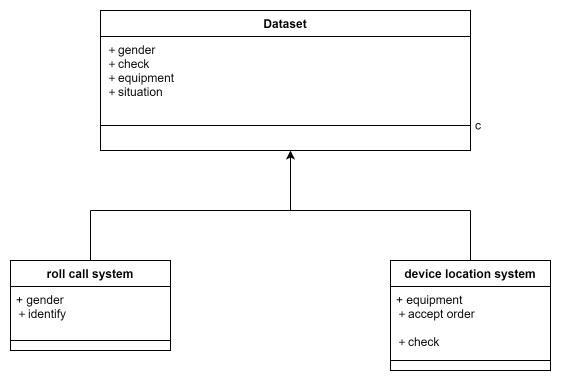 Dataset
+ gender
+ check
+ equipment
+ situation
c
roll call system
+ gender
+ identify
device location system
+ equipment
+ accept order
+ check